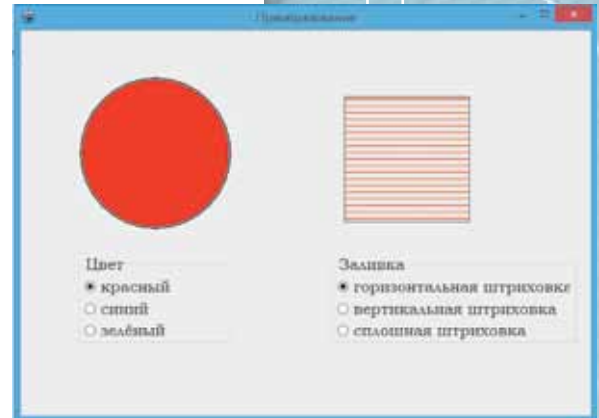 Цвет
красный
синий
зелёный
Заливка
горизонтальная штриховка
вертикальная штриховка
сплошная штриховка